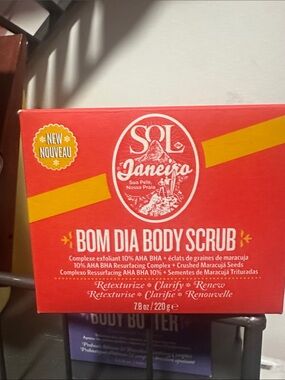 NEW
NOUVEAU
SOL
de
Janeiro
Sua Pele,
Nossa Praia
BOM DIA BODY SCRUB
Complexe exfoliant 10% AHA BHA + éclats de graines de maracuja
10% AHA BHA Resurfacing Complex + Crushed Maracujá Seeds
Complexo Ressurfacing AHA BHA 10% + Sementes de Maracujá Trituradas
Retexturize Clarify Renew
Retexturise Clarifie Renouvelle
7.8 oz / 220 g e
BODY BUTTER